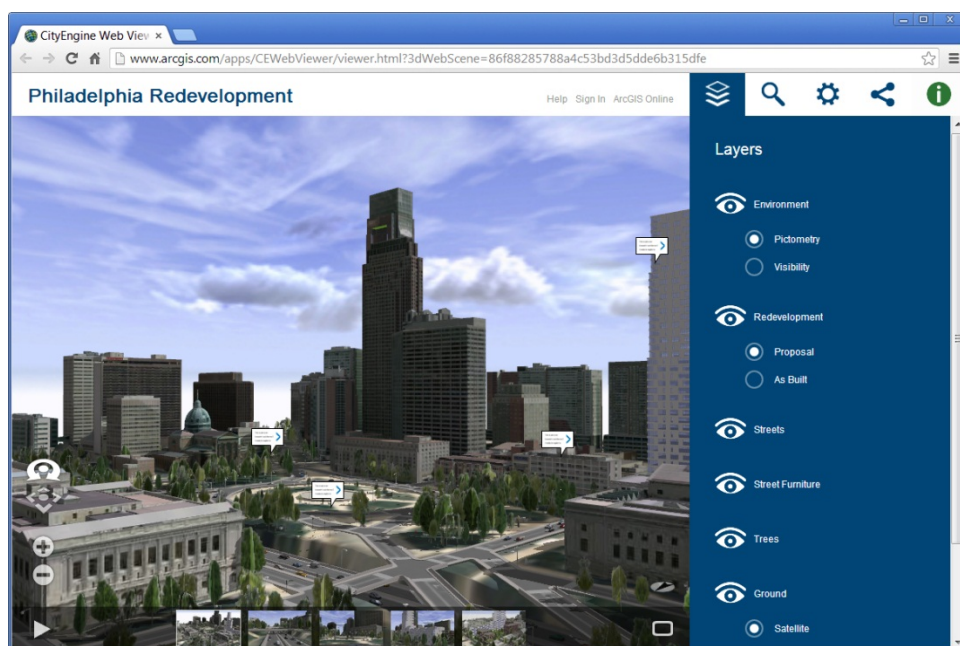 CityEngine Web View
www.arcgis.com/apps/CEWebViewer/viewer.html?3dWebScene=86f88285788a4c53bd3d5dde6b315dfe
Philadelphia Redevelopment
Help Sign In ArcGIS Online
Layers
Environment
Pictometry
Visibility
Redevelopment
Proposal
As Built
Streets
Street Furniture
Trees
Ground
Satellite